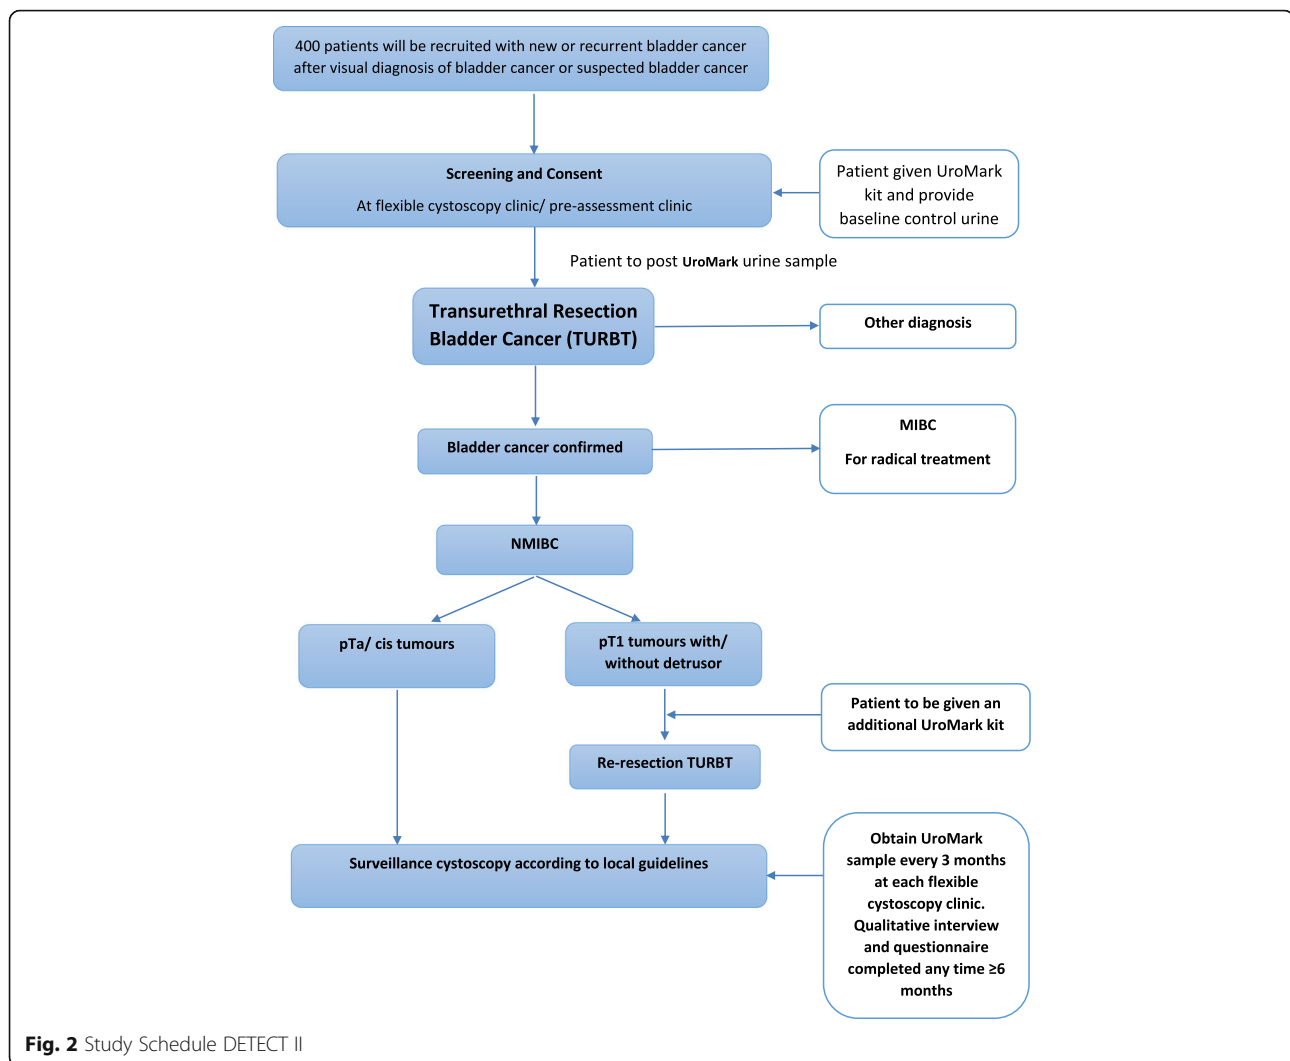 400 patients will be recruited with new or recurrent bladder cancer
after visual diagnosis of bladder cancer or suspected bladder cancer
Screening and Consent
At flexible cystoscopy clinic/ pre-assessment clinic
Patient given UroMark
kit and provide
baseline control urine
Patient to post UroMark urine sample
Transurethral Resection
Bladder Cancer (TURBT)
Other diagnosis
Bladder cancer confirmed
MIBC
For radical treatment
NMIBC
pTa/ cis tumours
pT1 tumours with/
without detrusor
Patient to be given an
additional UroMark kit
Re-resection TURBT
Surveillance cystoscopy according to local guidelines
Obtain UroMark
sample every 3 months
at each flexible
cystoscopy clinic.
Qualitative interview
and questionnaire
completed any time ≥6
months
Fig. 2 Study Schedule DETECT II